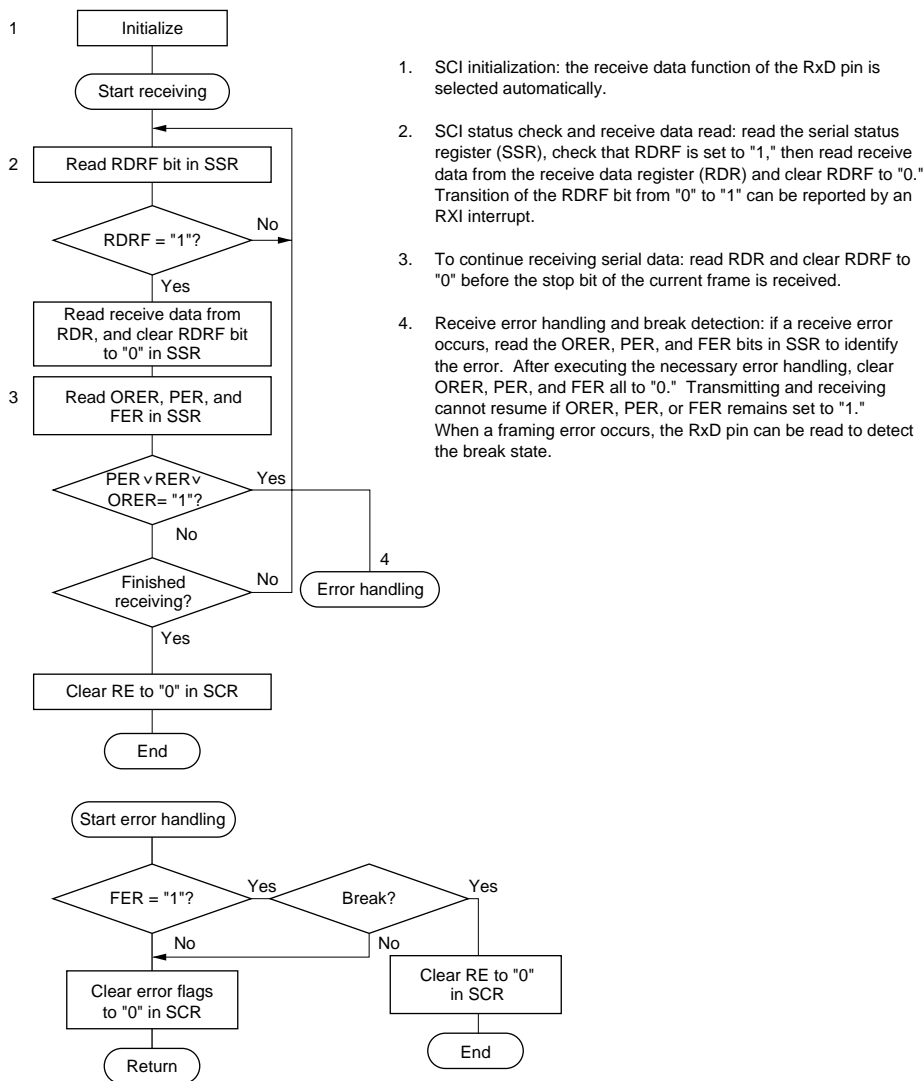 1
Initialize
Start receiving
2
Read RDRF bit in SSR
RDRF = "1"?
No
Yes
Read receive data from
RDR, and clear RDRF bit
to "0" in SSR
3
Read ORER, PER, and
FER in SSR
PER∨RER∨
ORER= "1"?
Yes
No
4
Error handling
Finished
receiving?
No
Yes
Clear RE to "0" in SCR
End
1. SCI initialization: the receive data function of the RxD pin is
selected automatically.
2. SCI status check and receive data read: read the serial status
register (SSR), check that RDRF is set to "1," then read receive
data from the receive data register (RDR) and clear RDRF to "0."
Transition of the RDRF bit from "0" to "1" can be reported by an
RXI interrupt.
3. To continue receiving serial data: read RDR and clear RDRF to
"0" before the stop bit of the current frame is received.
4. Receive error handling and break detection: if a receive error
occurs, read the ORER, PER, and FER bits in SSR to identify
the error. After executing the necessary error handling, clear
ORER, PER, and FER all to "0." Transmitting and receiving
cannot resume if ORER, PER, or FER remains set to "1."
When a framing error occurs, the RxD pin can be read to detect
the break state.
Start error handling
FER = "1"?
Yes
Break?
Yes
No
No
Clear error flags
to "0" in SCR
Clear RE to "0"
in SCR
Return
End